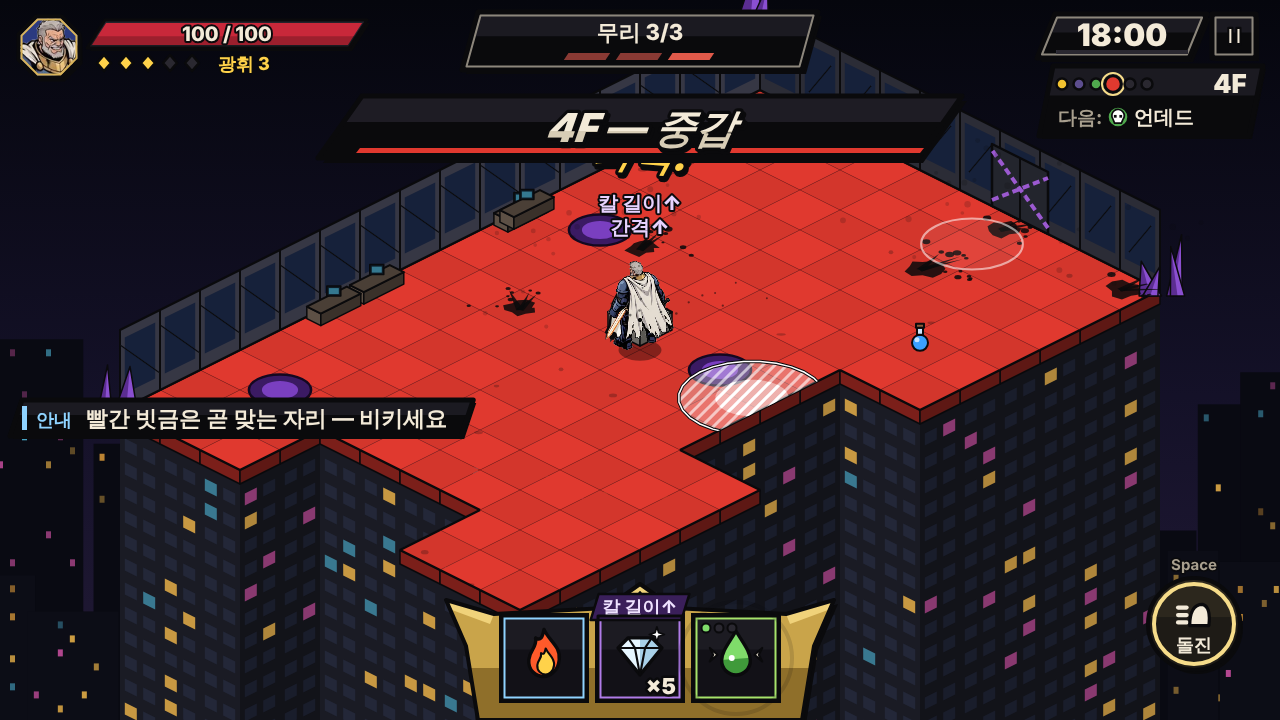 100 / 100
광휘 3
무리 3/3
18:00
4F
다음: 언데드
4F — 중갑
칼 길이↑
간격↑
안내 빨간 빗금은 곧 맞는 자리 — 비키세요
Space
돌진
칼 길이↑
×5